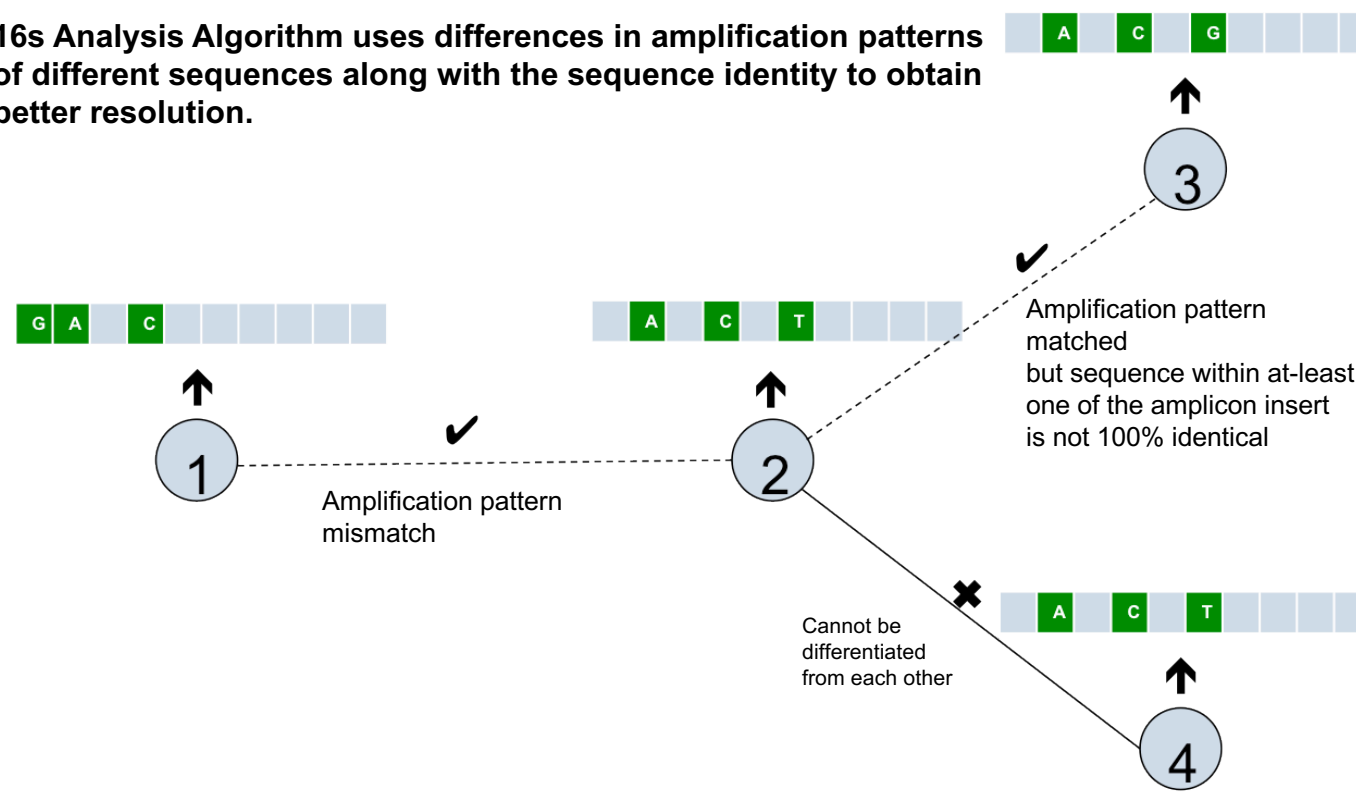 16s Analysis Algorithm uses differences in amplification patterns
of different sequences along with the sequence identity to obtain
better resolution.
A C G
3
G A C
A C T
Amplification pattern
matched
but sequence within at-least
one of the amplicon insert
is not 100% identical
1
2
Amplification pattern
mismatch
A C T
Cannot be
differentiated
from each other
4